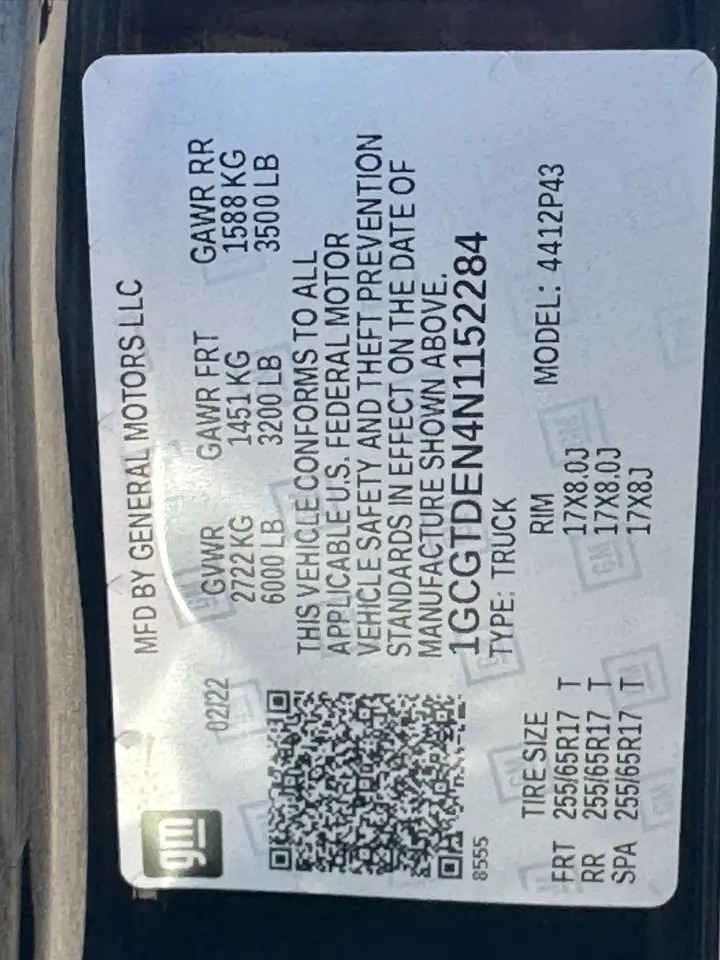 gm
02/22
MFD BY GENERAL MOTORS LLC
GVWR GAWR FRT GAWR RR
2722 KG 1451 KG 1588 KG
6000 LB 3200 LB 3500 LB
THIS VEHICLE CONFORMS TO ALL
APPLICABLE U.S. FEDERAL MOTOR
VEHICLE SAFETY AND THEFT PREVENTION
STANDARDS IN EFFECT ON THE DATE OF
MANUFACTURE SHOWN ABOVE.
1GCGTDEN4N1152284
8555
TYPE: TRUCK
TIRE SIZE RIM MODEL: 4412P43
FRT 255/65R17 T 17X8.0J
RR 255/65R17 T 17X8.0J
SPA 255/65R17 T 17X8J